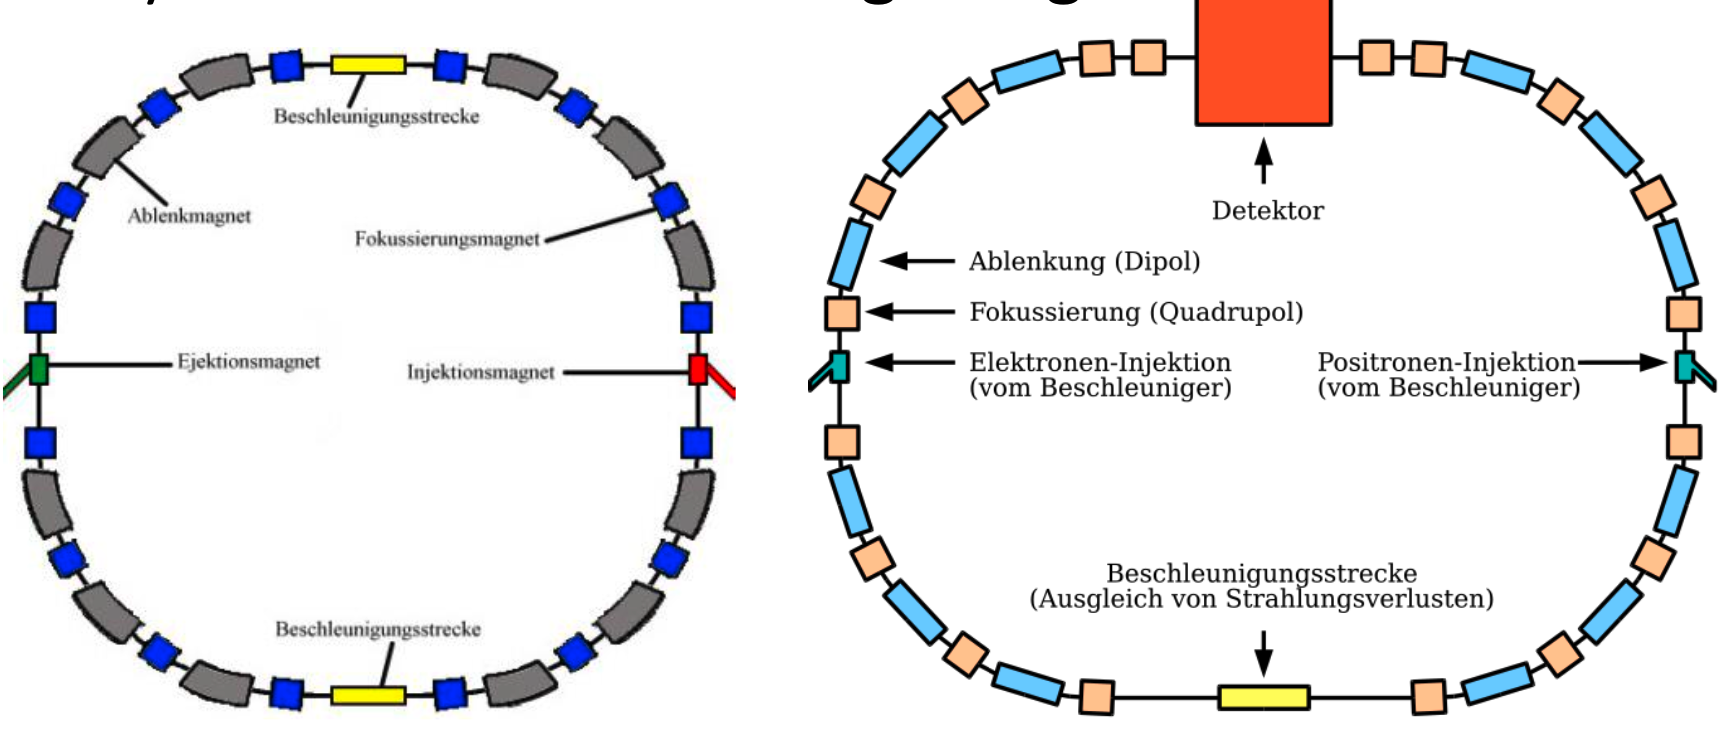 Beschleunigungsstrecke
Ablenkmagnet
Fokussierungsmagnet
Ejektionsmagnet
Injektionsmagnet
Beschleunigungsstrecke
Detektor
Ablenkung (Dipol)
Fokussierung (Quadrupol)
Elektronen-Injektion
(vom Beschleuniger)
Positronen-Injektion
(vom Beschleuniger)
Beschleunigungsstrecke
(Ausgleich von Strahlungsverlusten)